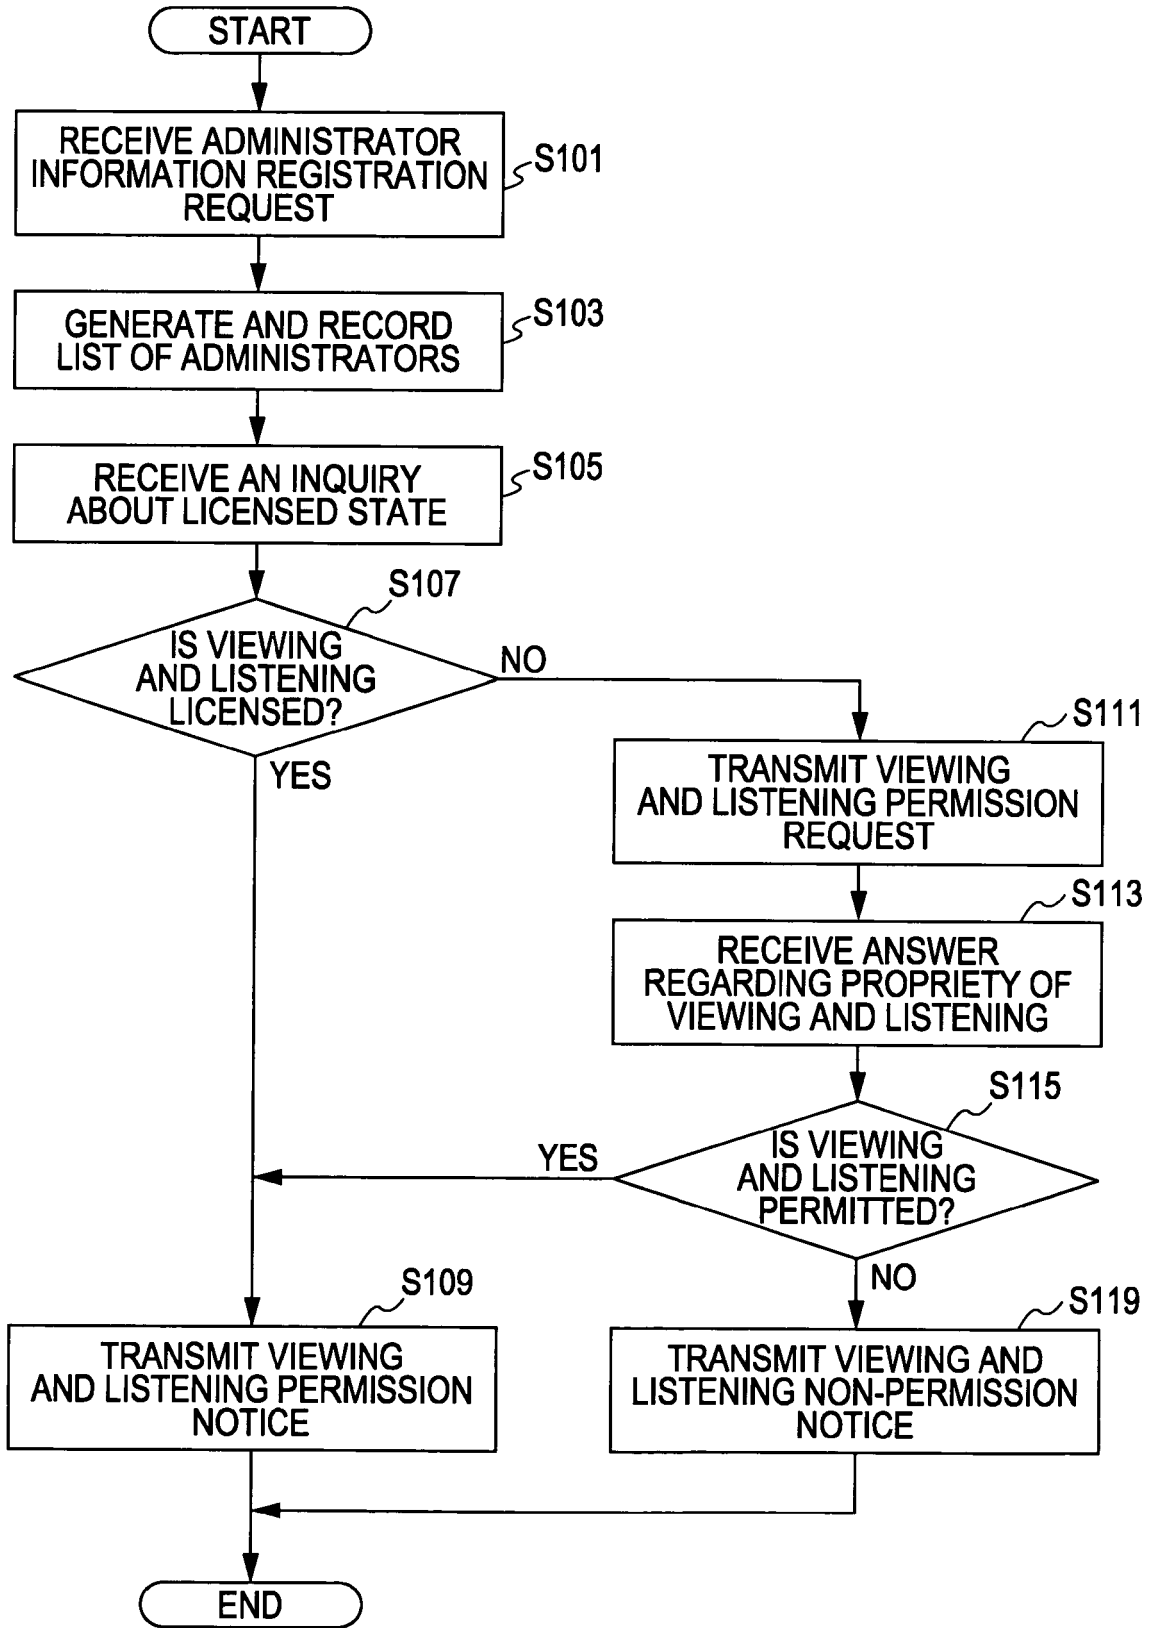 START
RECEIVE ADMINISTRATOR
INFORMATION REGISTRATION
REQUEST
S101
GENERATE AND RECORD
LIST OF ADMINISTRATORS
S103
RECEIVE AN INQUIRY
ABOUT LICENSED STATE
S105
S107
IS VIEWING
AND LISTENING
LICENSED?
NO
YES
S111
TRANSMIT VIEWING
AND LISTENING PERMISSION
REQUEST
S113
RECEIVE ANSWER
REGARDING PROPRIETY OF
VIEWING AND LISTENING
S115
IS VIEWING
AND LISTENING
PERMITTED?
YES
NO
S109
TRANSMIT VIEWING
AND LISTENING PERMISSION
NOTICE
S119
TRANSMIT VIEWING AND
LISTENING NON-PERMISSION
NOTICE
END